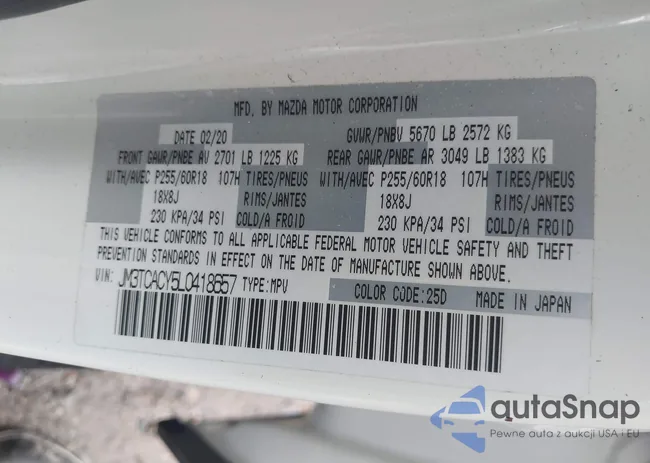 MFD. BY MAZDA MOTOR CORPORATION
DATE 02/20 GVWR/PNBV 5670 LB 2572 KG
FRONT GAWR/PNBE AV 2701 LB 1225 KG REAR GAWR/PNBE AR 3049 LB 1383 KG
WITH/AVEC P255/60R18 107H TIRES/PNEUS WITH/AVEC P255/60R18 107H TIRES/PNEUS
18X8J RIMS/JANTES 18X8J RIMS/JANTES
230 KPA/34 PSI COLD/A FROID 230 KPA/34 PSI COLD/A FROID
THIS VEHICLE CONFORMS TO ALL APPLICABLE FEDERAL MOTOR VEHICLE SAFETY AND THEFT
PREVENTION STANDARDS IN EFFECT ON THE DATE OF MANUFACTURE SHOWN ABOVE.
VIN: JM3TCACY5L0418657 TYPE:MPV COLOR CODE:25D MADE IN JAPAN
autaSnap
Pewne auta z aukcji USA i EU